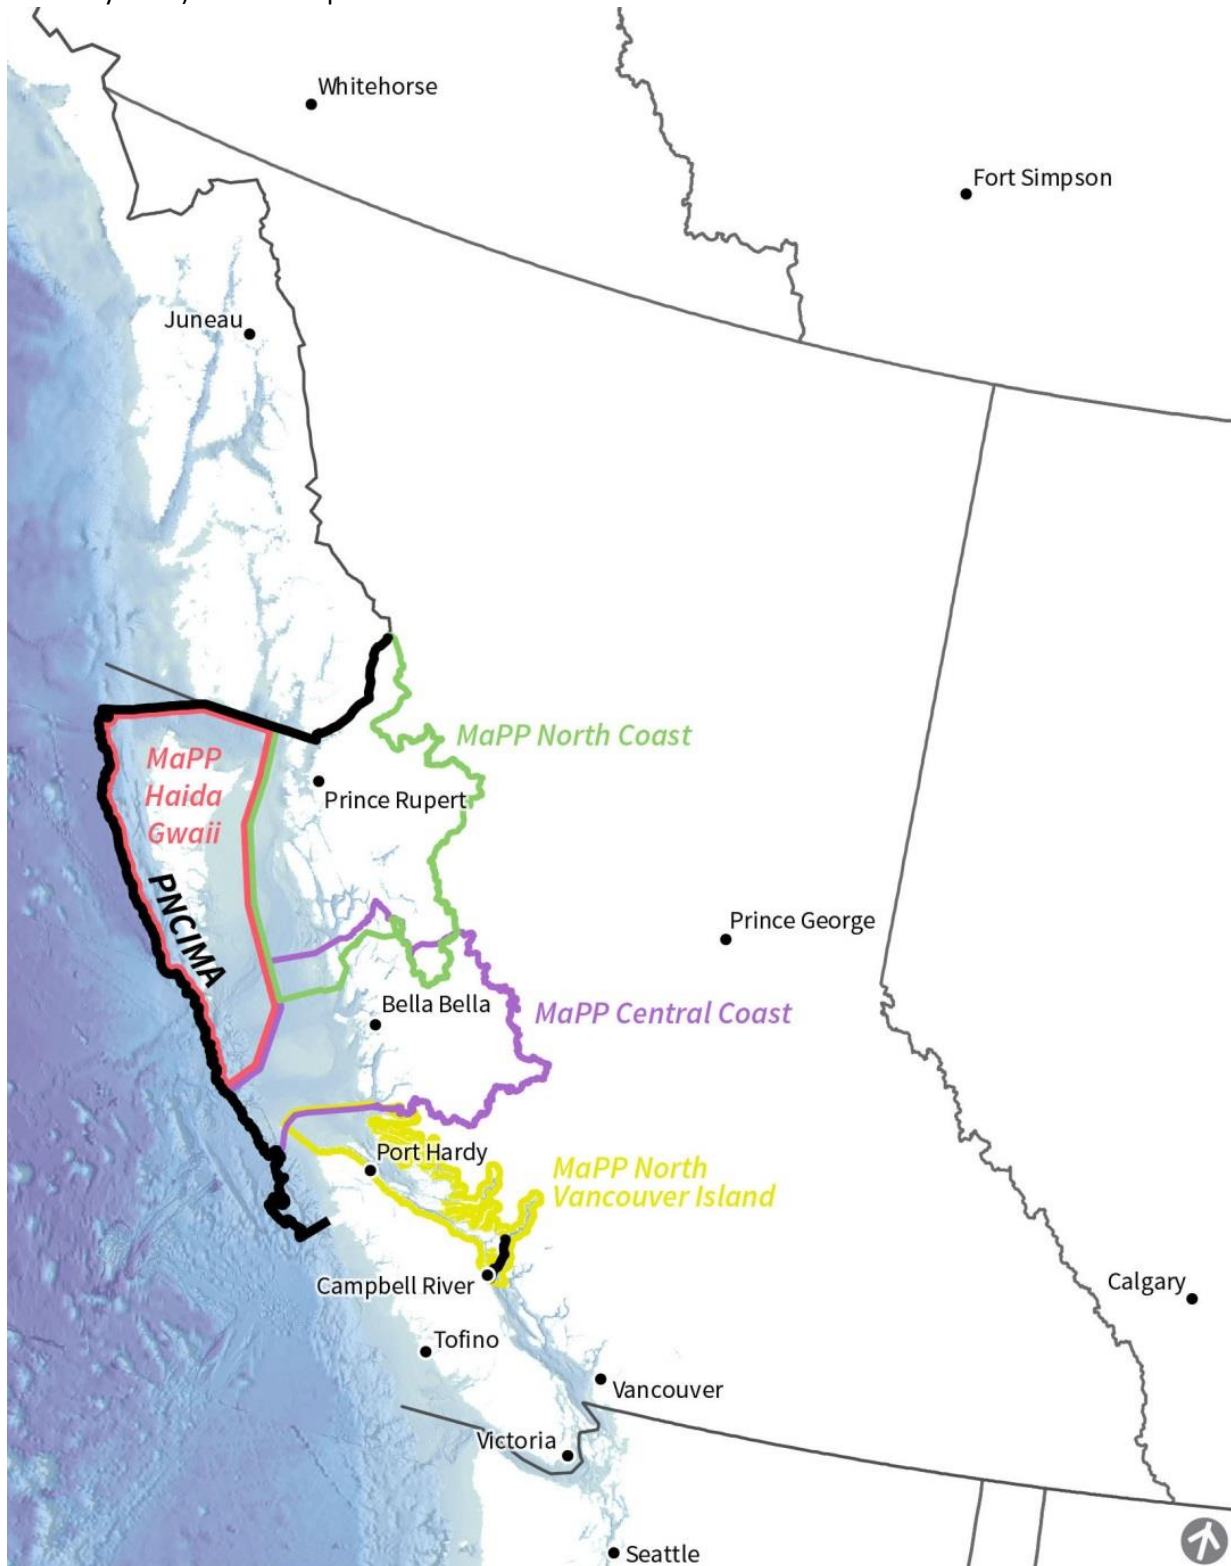 Whitehorse
Fort Simpson
Juneau
MaPP North Coast
MaPP
Haida
Gwaii
Prince Rupert
PNCIMA
Prince George
Bella Bella
MaPP Central Coast
Port Hardy
MaPP North
Vancouver Island
Campbell River
Calgary
Tofino
Vancouver
Victoria
Seattle